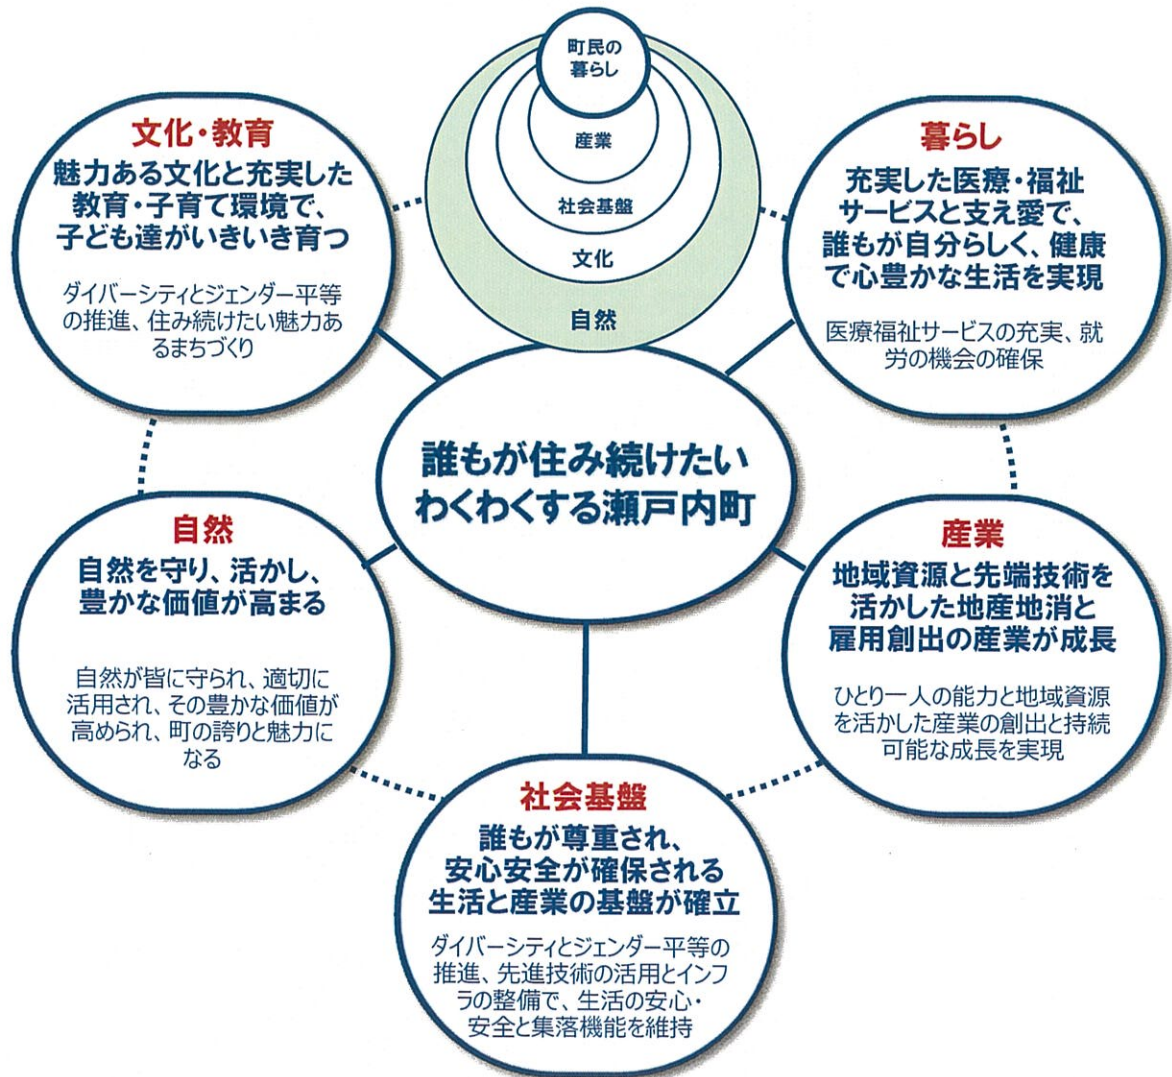 町民の
暮らし
産業
社会基盤
文化
自然
文化・教育
魅力ある文化と充実した
教育・子育て環境で、
子ども達がいきいき育つ
ダイバーシティとジェンダー平等
の推進、住み続けたい魅力あ
るまちづくり
暮らし
充実した医療・福祉
サービスと支え愛で、
誰もが自分らしく、健康
で心豊かな生活を実現
医療福祉サービスの充実、就
労の機会の確保
誰もが住み続けたい
わくわくする瀬戸内町
自然
自然を守り、活かし、
豊かな価値が高まる
自然が皆に守られ、適切に
活用され、その豊かな価値が
高められ、町の誇りと魅力に
なる
産業
地域資源と先端技術を
活かした地産地消と
雇用創出の産業が成長
ひとり一人の能力と地域資源
を活かした産業の創出と持続
可能な成長を実現
社会基盤
誰もが尊重され、
安心安全が確保される
生活と産業の基盤が確立
ダイバーシティとジェンダー平等の
推進、先進技術の活用とインフ
ラの整備で、生活の安心・
安全と集落機能を維持